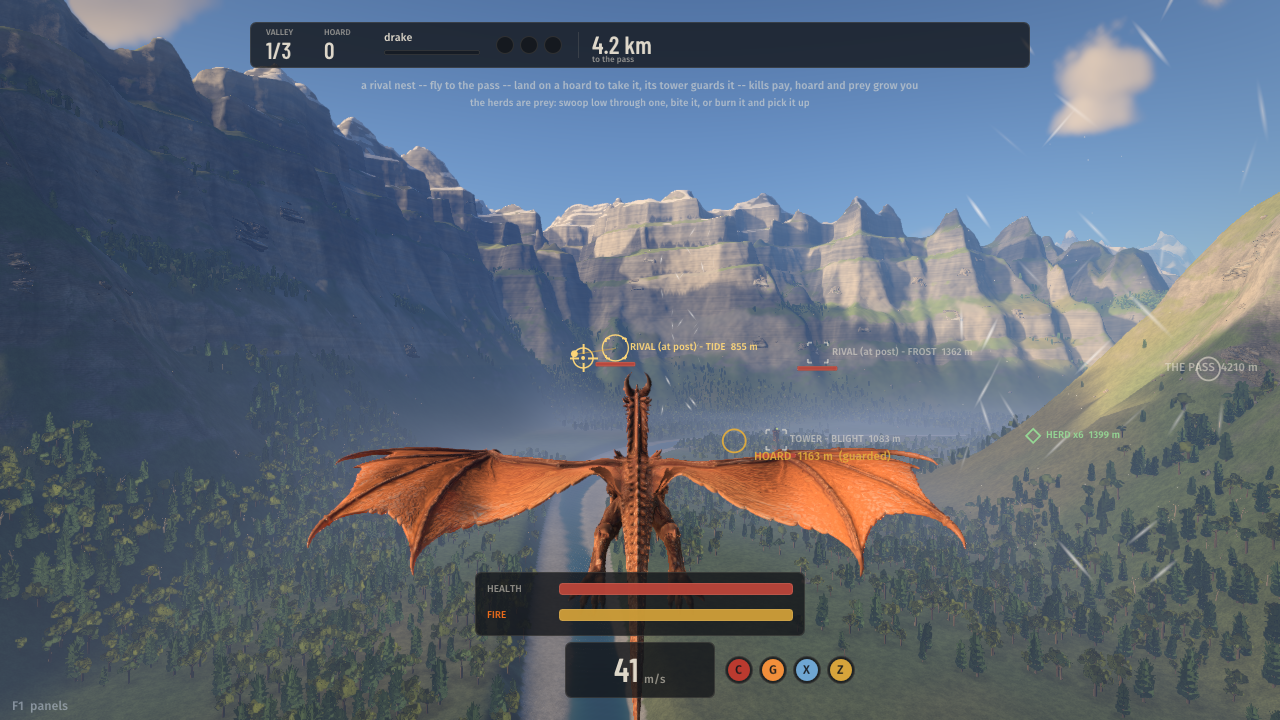 VALLEY
1/3
HOARD
0
drake
4.2 km
to the pass
a rival nest -- fly to the pass -- land on a hoard to take it, its tower guards it -- kills pay, hoard and prey grow you
the herds are prey: swoop low through one, bite it, or burn it and pick it up
RIVAL (at post) - TIDE 855 m
RIVAL (at post) - FROST 1362 m
THE PASS 4210 m
TOWER - BLIGHT 1083 m
HERD x6 1399 m
HOARD 1163 m (guarded)
HEALTH
FIRE
41 m/s
C G X Z
F1 panels